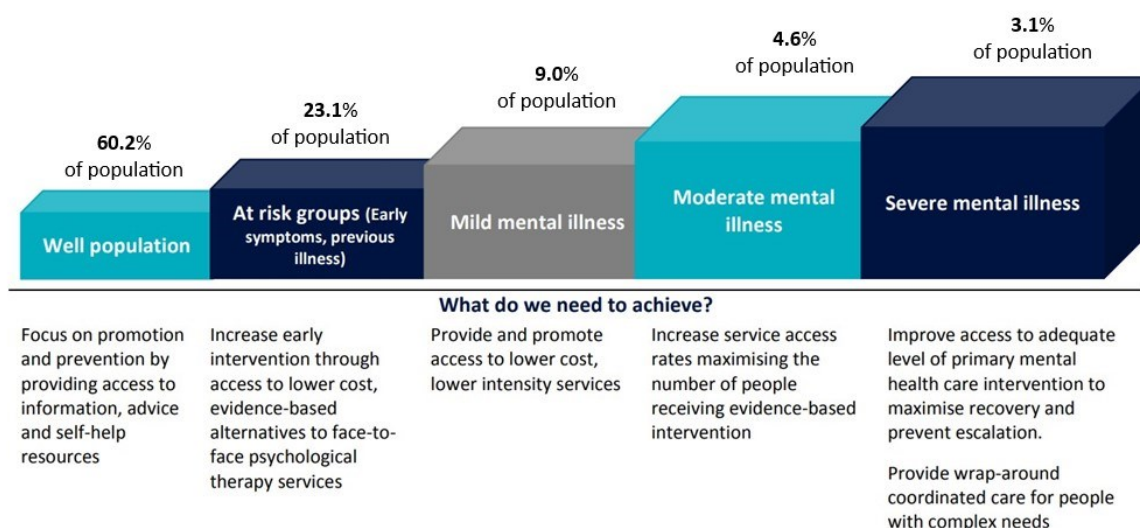 3.1%
of population
4.6%
of population
9.0%
of population
23.1%
of population
60.2%
of population
Well population
At risk groups (Early
symptoms, previous
illness)
Mild mental illness
Moderate mental
illness
Severe mental illness
What do we need to achieve?
Focus on promotion
and prevention by
providing access to
information, advice
and self-help
resources
Increase early
intervention through
access to lower cost,
evidence-based
alternatives to face-to-
face psychological
therapy services
Provide and promote
access to lower cost,
lower intensity services
Increase service access
rates maximising the
number of people
receiving evidence-based
intervention
Improve access to adequate
level of primary mental
health care intervention to
maximise recovery and
prevent escalation.
Provide wrap-around
coordinated care for people
with complex needs